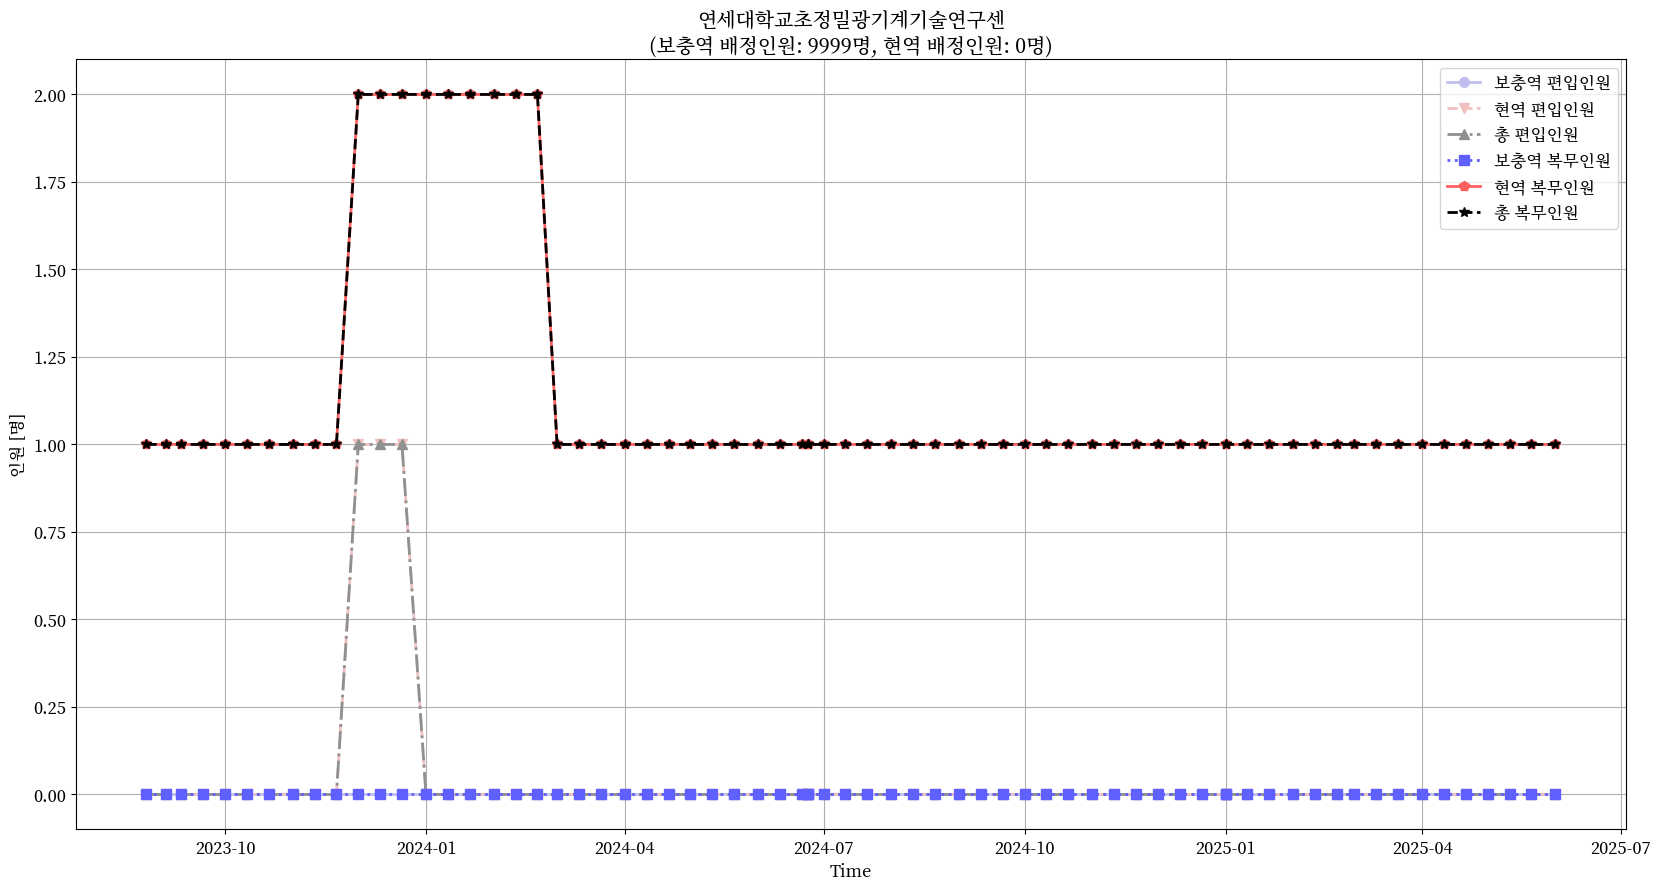 연세대학교초정밀광기계기술연구센
(보충역 배정인원: 9999명, 현역 배정인원: 0명)
보충역 편입인원
현역 편입인원
총 편입인원
보충역 복무인원
현역 복무인원
총 복무인원
인원 [명]
2.00
1.75
1.50
1.25
1.00
0.75
0.50
0.25
0.00
2023-10
2024-01
2024-04
2024-07
2024-10
2025-01
2025-04
2025-07
Time